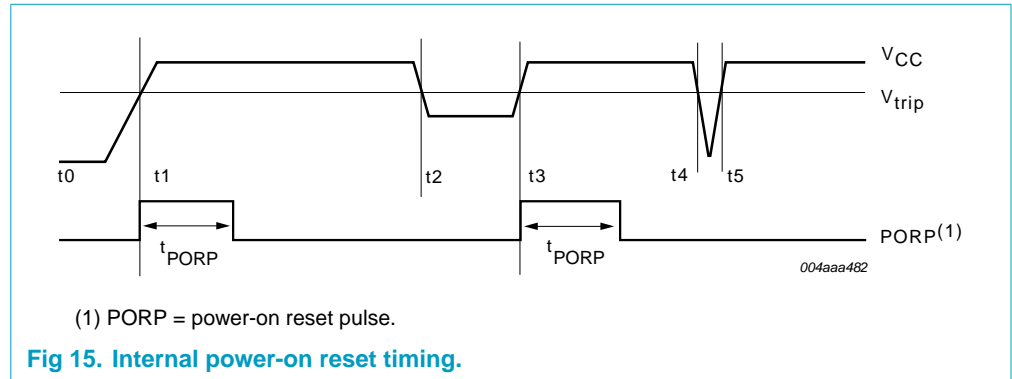 VCC
Vtrip
t0
t1
t2
t3
t4
t5
tPORP
tPORP
PORP(1)
004aaa482
(1) PORP = power-on reset pulse.
Fig 15. Internal power-on reset timing.